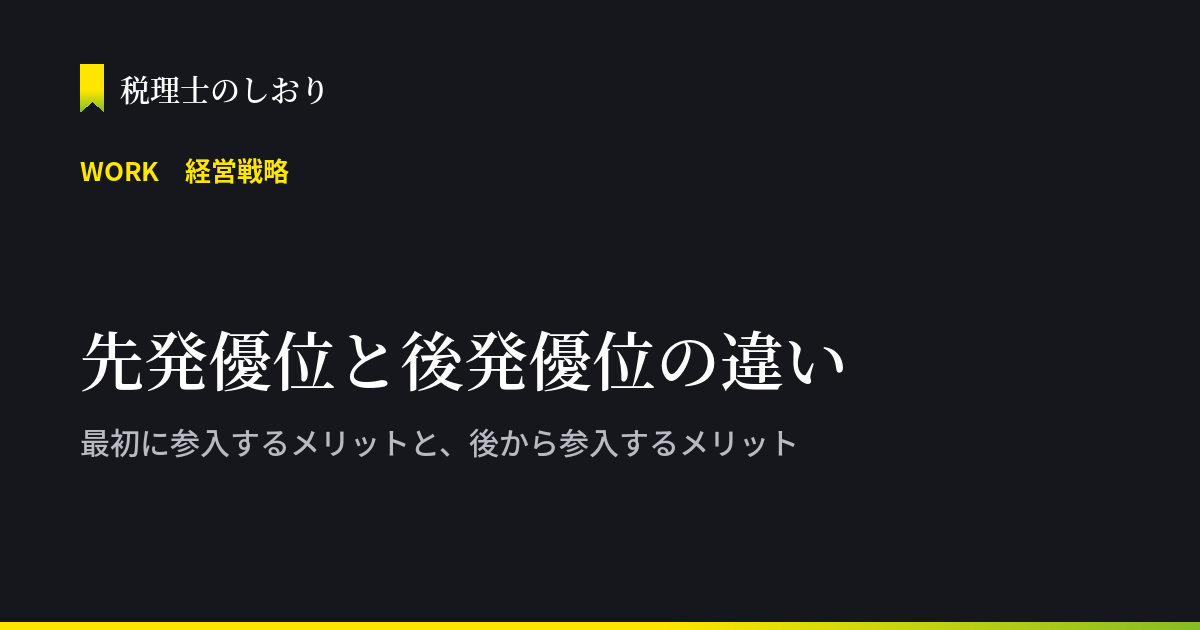 税理士のしおり
WORK　経営戦略
先発優位と後発優位の違い
最初に参入するメリットと、後から参入するメリット